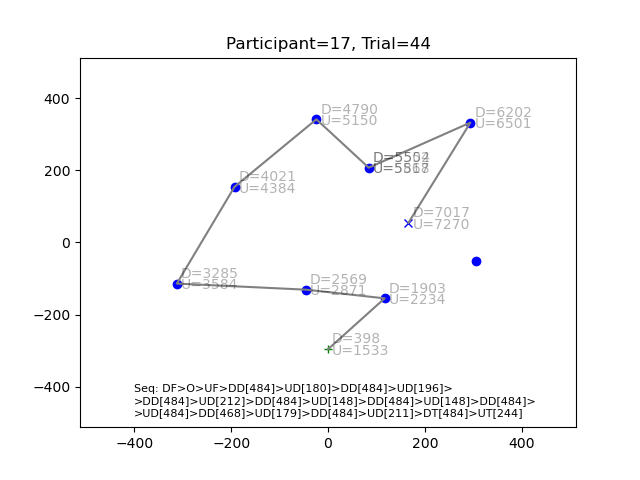 Participant=17, Trial=44
400
200
0
−200
−400
−400
−200
0
200
400
D=4790
U=5150
D=6202
U=6501
D=4021
U=4384
D=7017
U=7270
D=3285
U=3584
D=2569
U=2871
D=1903
U=2234
D=398
U=1533
Seq: DF>O>UF>DD[484]>UD[180]>DD[484]>UD[196]>
>DD[484]>UD[212]>DD[484]>UD[148]>DD[484]>UD[148]>DD[484]>
>UD[484]>DD[468]>UD[179]>DD[484]>UD[211]>DT[484]>UT[244]